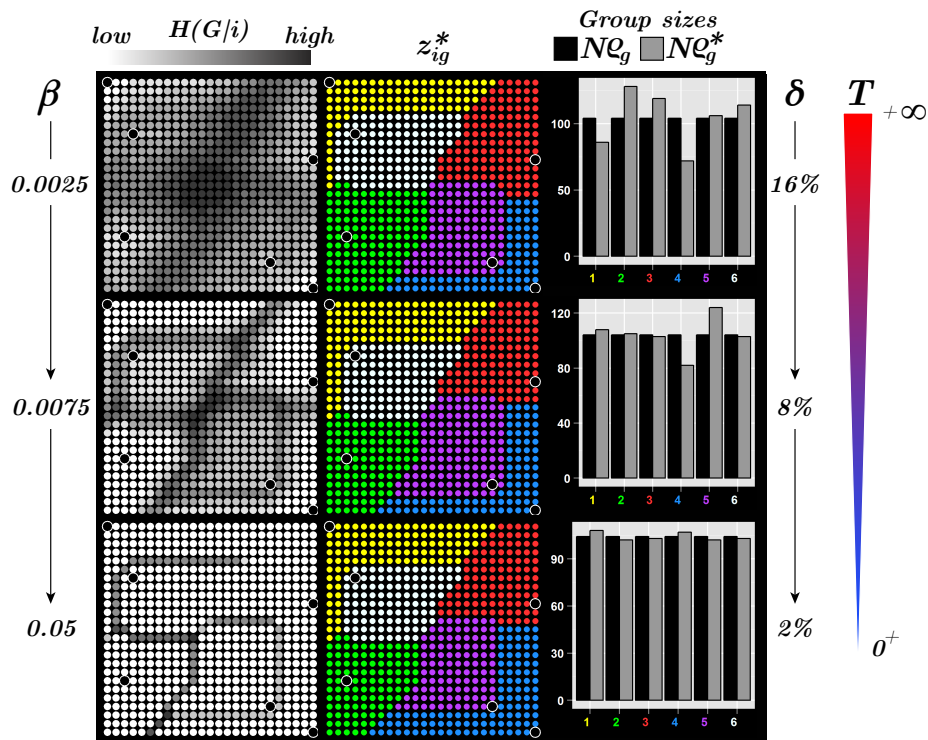 low H(G|i) high
z*ig
Group sizes
Nϱg Nϱ*g
β
δ
T
+∞
0.0025
16%
100
50
0
1 2 3 4 5 6
0.0075
8%
120
80
40
0
1 2 3 4 5 6
0.05
2%
0+
90
60
30
0
1 2 3 4 5 6